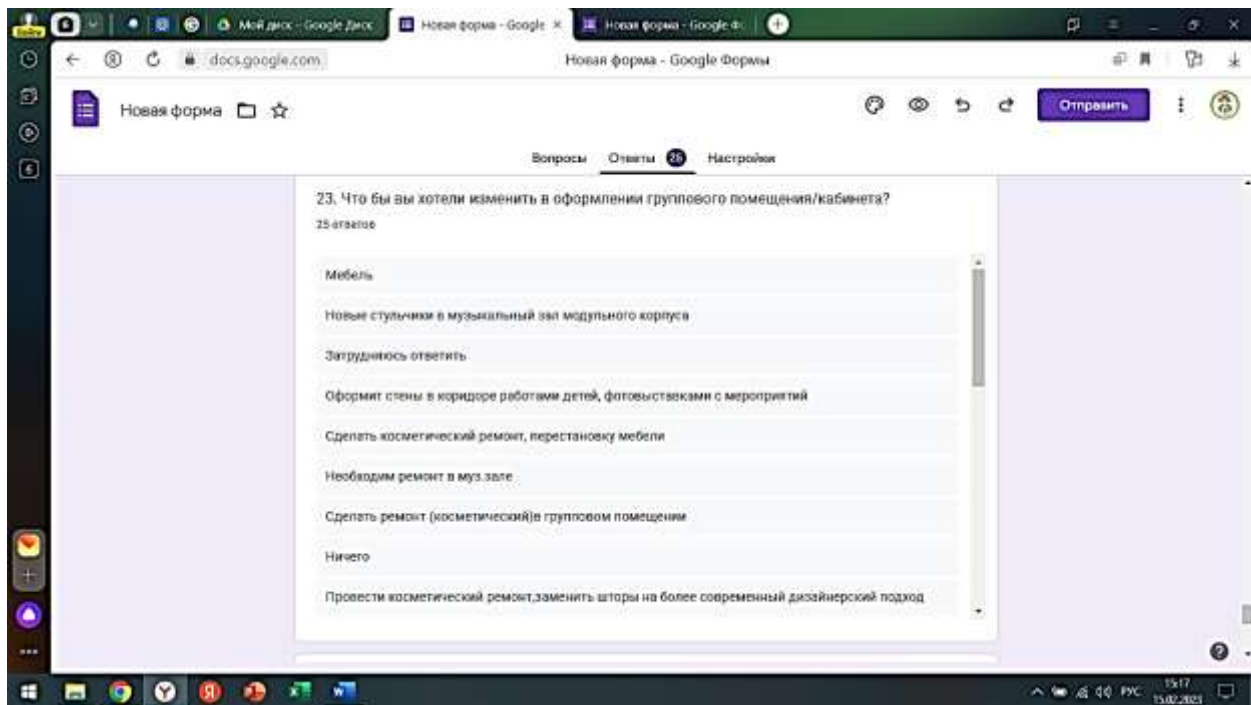 Мой диск - Google Диск
Новая форма - Google
Новая форма - Google Фо
docs.google.com
Новая форма - Google Формы
Новая форма
Отправить
Вопросы Ответы 25 Настройки
23. Что бы вы хотели изменить в оформлении группового помещения/кабинета?
25 ответов
Мебель
Новые стульчики в музыкальный зал модульного корпуса
Затрудняюсь ответить
Оформит стены в коридоре работами детей, фотовыставками с мероприятий
Сделать косметический ремонт, перестановку мебели
Необходим ремонт в муз.зале
Сделать ремонт (косметический)в групповом помещении
Ничего
Провести косметический ремонт,заменить шторы на более современный дизайнерский подход
РУС
15:17
15.02.2023